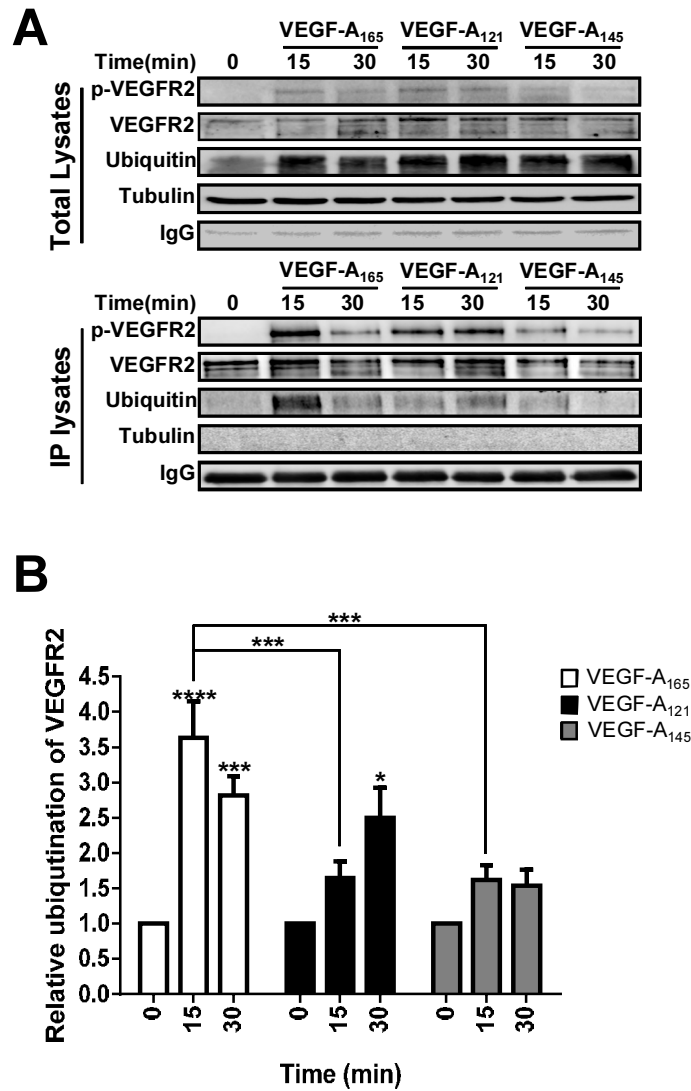 A
VEGF-A165 VEGF-A121 VEGF-A145
Time(min) 0 15 30 15 30 15 30
Total Lysates
p-VEGFR2
VEGFR2
Ubiquitin
Tubulin
IgG
VEGF-A165 VEGF-A121 VEGF-A145
Time(min) 0 15 30 15 30 15 30
IP lysates
p-VEGFR2
VEGFR2
Ubiquitin
Tubulin
IgG
B
Relative ubiqutination of VEGFR2
***
***
4.5
4.0
3.5
3.0
2.5
2.0
1.5
1.0
0.5
0.0
****
***
*
VEGF-A165
VEGF-A121
VEGF-A145
0 15 30 0 15 30 0 15 30
Time (min)